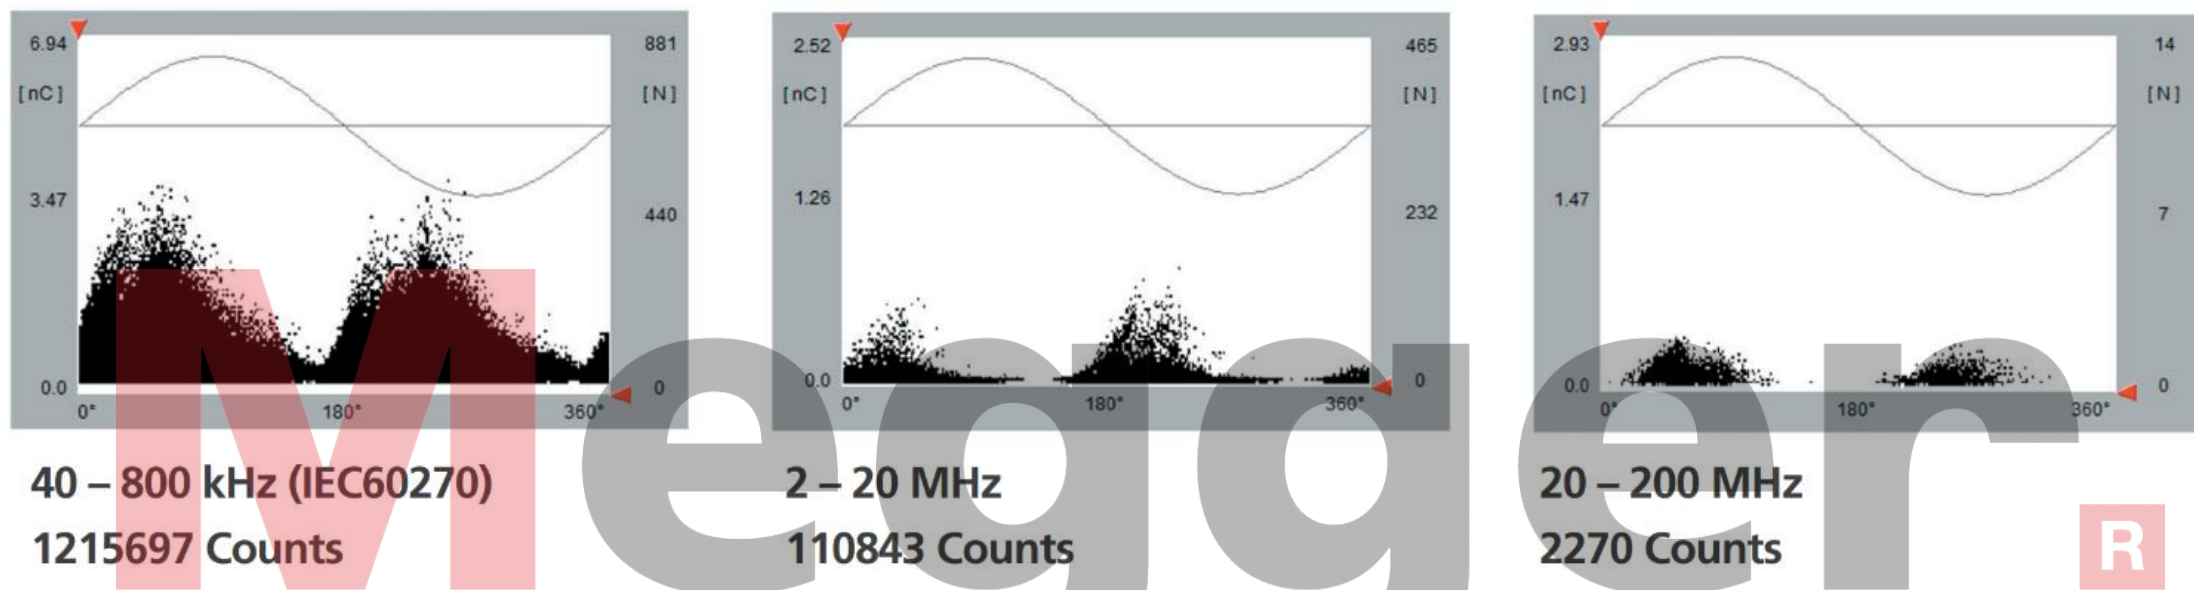 6.94
881
[nC]
[N]
3.47
440
0.0
0
0°
180°
360°
40 – 800 kHz (IEC60270)
1215697 Counts
2.52
465
[nC]
[N]
1.26
232
0.0
0
0°
180°
360°
2 – 20 MHz
110843 Counts
2.93
14
[nC]
[N]
1.47
7
0.0
0
0°
180°
360°
20 – 200 MHz
2270 Counts
Megger
R